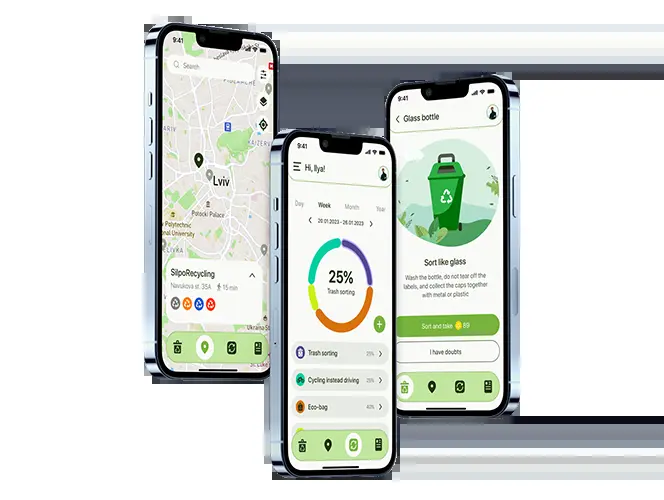 9:41
Search
Lviv
Potocki Palace
Polytechnic
National University
SilpoRecycling
Navukova st. 35A
15 min
9:41
Hi, Ilya!
Day
Week
Month
Year
20.01.2023 - 26.01.2023
25%
Trash sorting
Trash sorting
25%
Cycling instead driving
25%
Eco-bag
40%
9:41
Glass bottle
Sort like glass
Wash the bottle, do not tear off the
labels, and collect the caps together
with metal or plastic
Sort and take 89
I have doubts